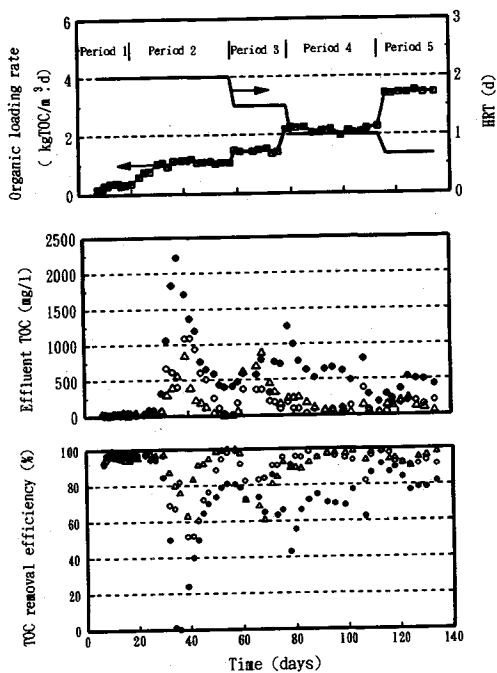 Organic loading rate
( kgTOC/m³.d)
6
4
2
0
Period 1
Period 2
Period 3
Period 4
Period 5
3
2
1
0
HRT (d)
Effluent TOC (mg/l)
2500
2000
1500
1000
500
0
TOC removal efficiency (%)
100
80
60
40
20
0
0
20
40
60
80
100
120
140
Time (days)